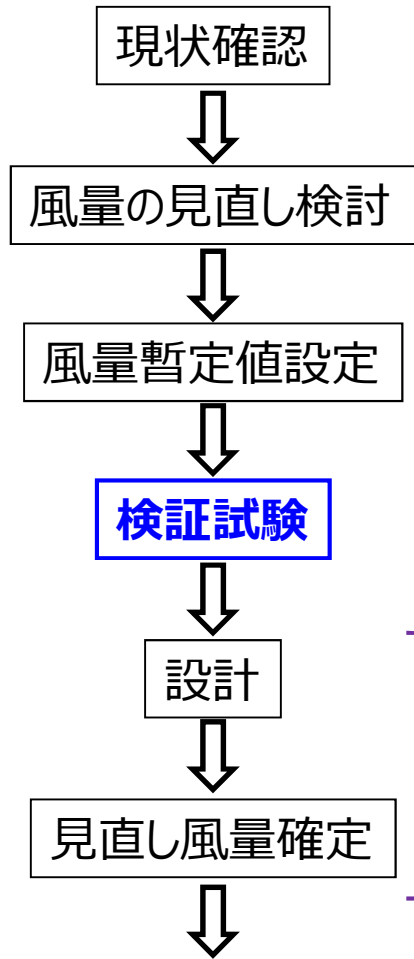 現状確認
風量の見直し検討
風量暫定値設定
検証試験
設計
見直し風量確定